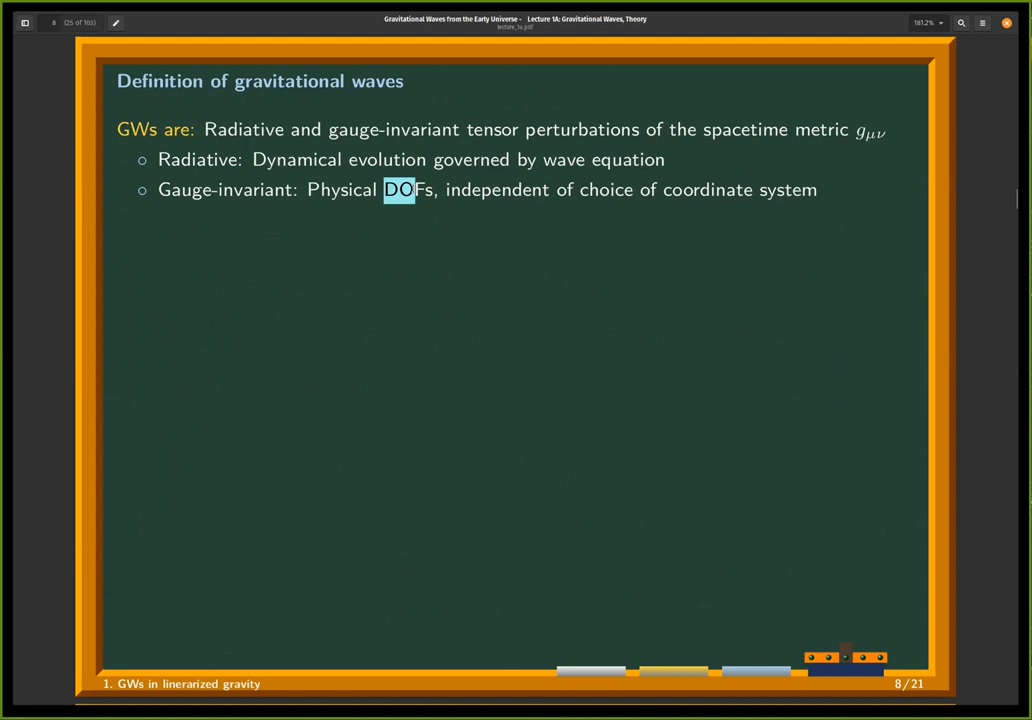 8 (25 of 103)
Gravitational Waves from the Early Universe - Lecture 1A: Gravitational Waves, Theory
lecture_1a.pdf
181.2%
Definition of gravitational waves
GWs are: Radiative and gauge-invariant tensor perturbations of the spacetime metric gμν
○ Radiative: Dynamical evolution governed by wave equation
○ Gauge-invariant: Physical DOFs, independent of choice of coordinate system
1. GWs in linerarized gravity
8/21